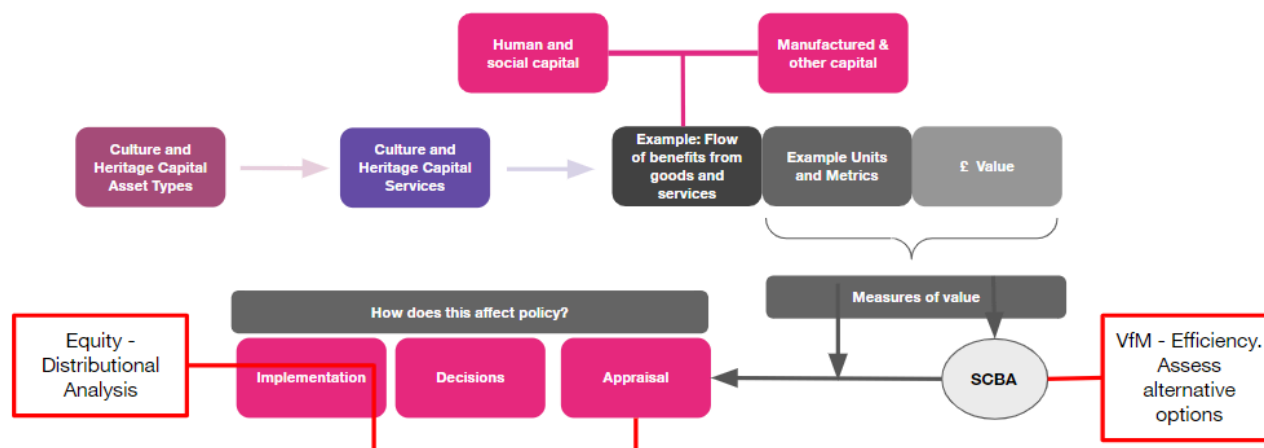 Human and
social capital
Manufactured &
other capital
Culture and
Heritage Capital
Asset Types
Culture and
Heritage Capital
Services
Example: Flow
of benefits from
goods and
services
Example Units
and Metrics
£ Value
Measures of value
How does this affect policy?
Equity -
Distributional
Analysis
Implementation
Decisions
Appraisal
SCBA
VfM - Efficiency.
Assess
alternative
options